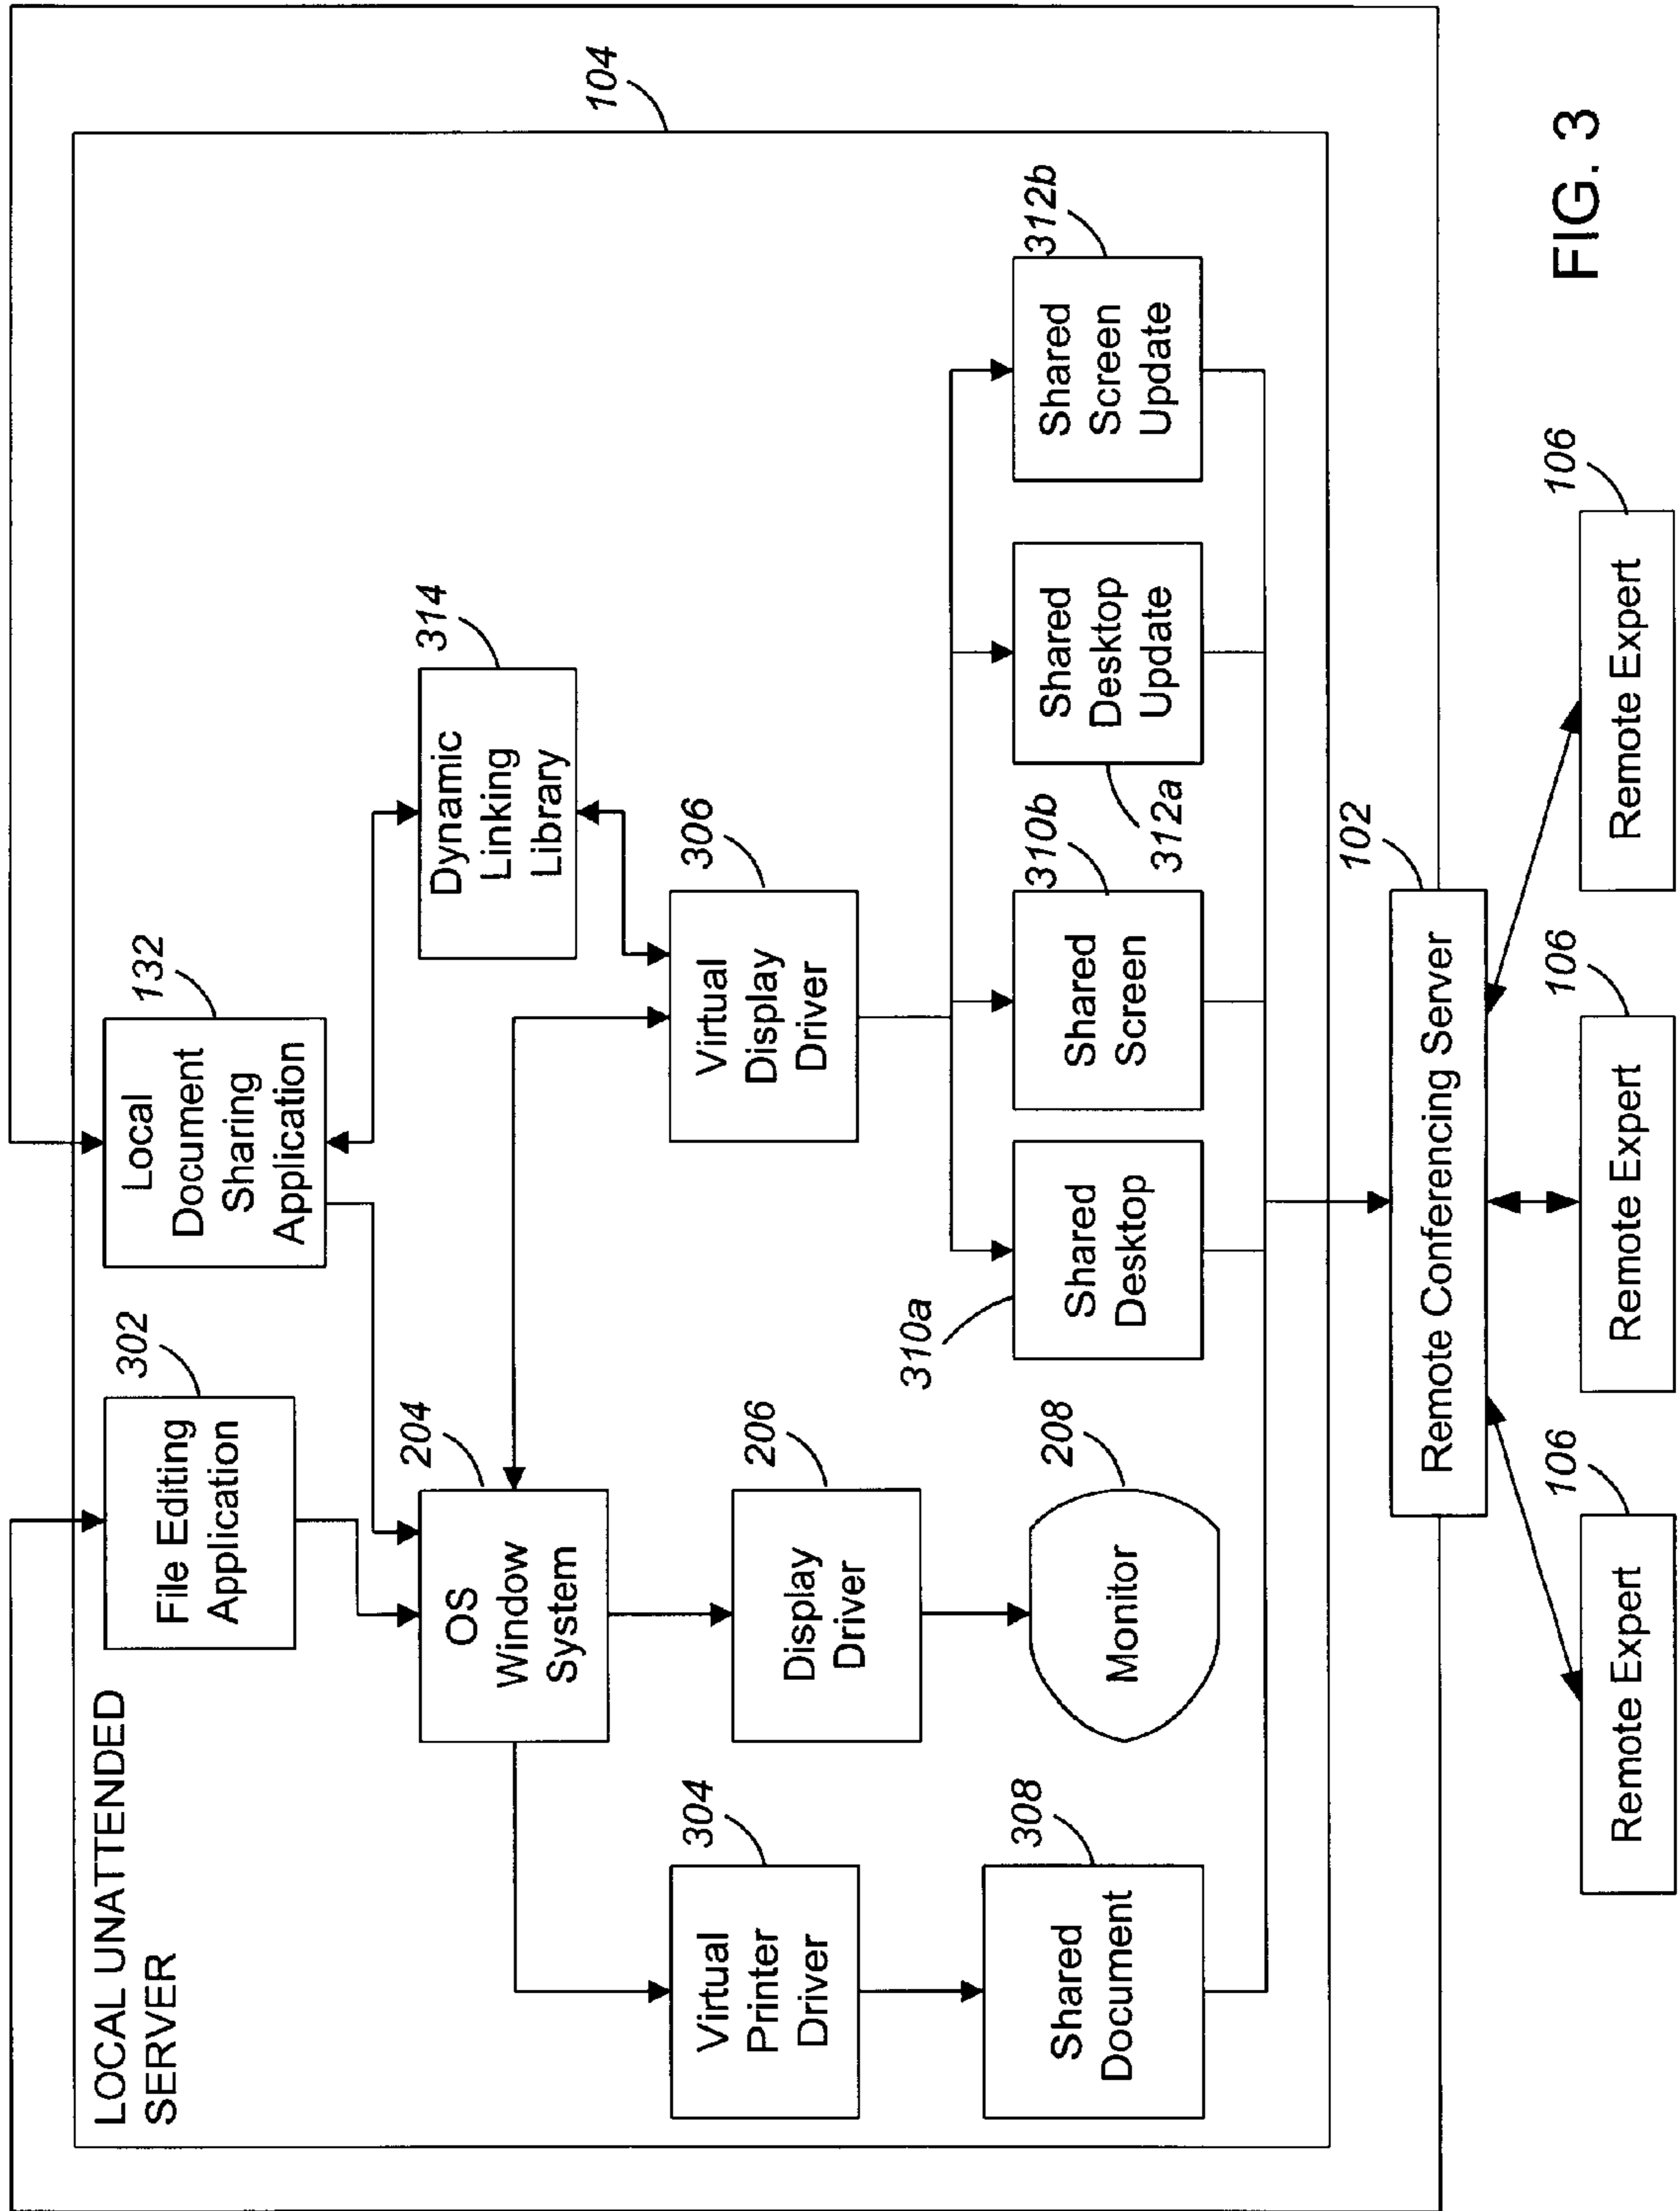 LOCAL UNATTENDED
SERVER
104
302
File Editing
Application
132
Local
Document
Sharing
Application
204
OS
Window
System
314
Dynamic
Linking
Library
304
Virtual
Printer
Driver
206
Display
Driver
306
Virtual
Display
Driver
308
Shared
Document
208
Monitor
310a
Shared
Desktop
310b
Shared
Screen
312a
Shared
Desktop
Update
312b
Shared
Screen
Update
102
Remote Conferencing Server
106
Remote Expert
106
Remote Expert
106
Remote Expert
FIG. 3